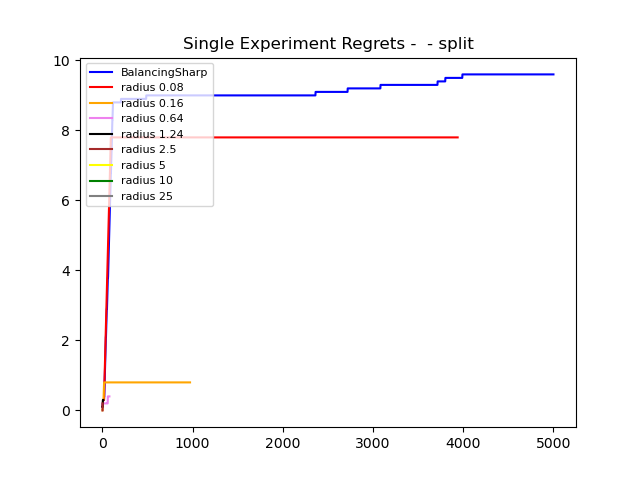 Single Experiment Regrets -  - split
10
8
6
4
2
0
BalancingSharp
radius 0.08
radius 0.16
radius 0.64
radius 1.24
radius 2.5
radius 5
radius 10
radius 25
0 1000 2000 3000 4000 5000